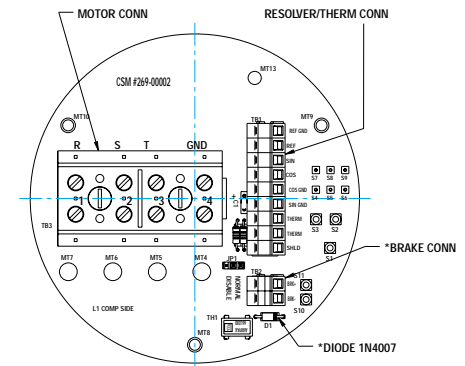 MOTOR CONN
RESOLVER/THERM CONN
CSM #269-00002
MT13
MT10
MT9
TB1
R S T GND
REF GND
REF
SIN
COS
COS GND
SIN GND
THERM
THERM
SHLD
S7 S8 S9
S4 S5 S6
S3 S2
S1
+
C1
1 2 3 4
TB3
MT7 MT6 MT5 MT4
JP1
NORMAL
DISABLE
TB2
*BRAKE CONN
BRK-
BRK-
S11
S10
L1 COMP SIDE
TH1
D1
MT8
*DIODE 1N4007